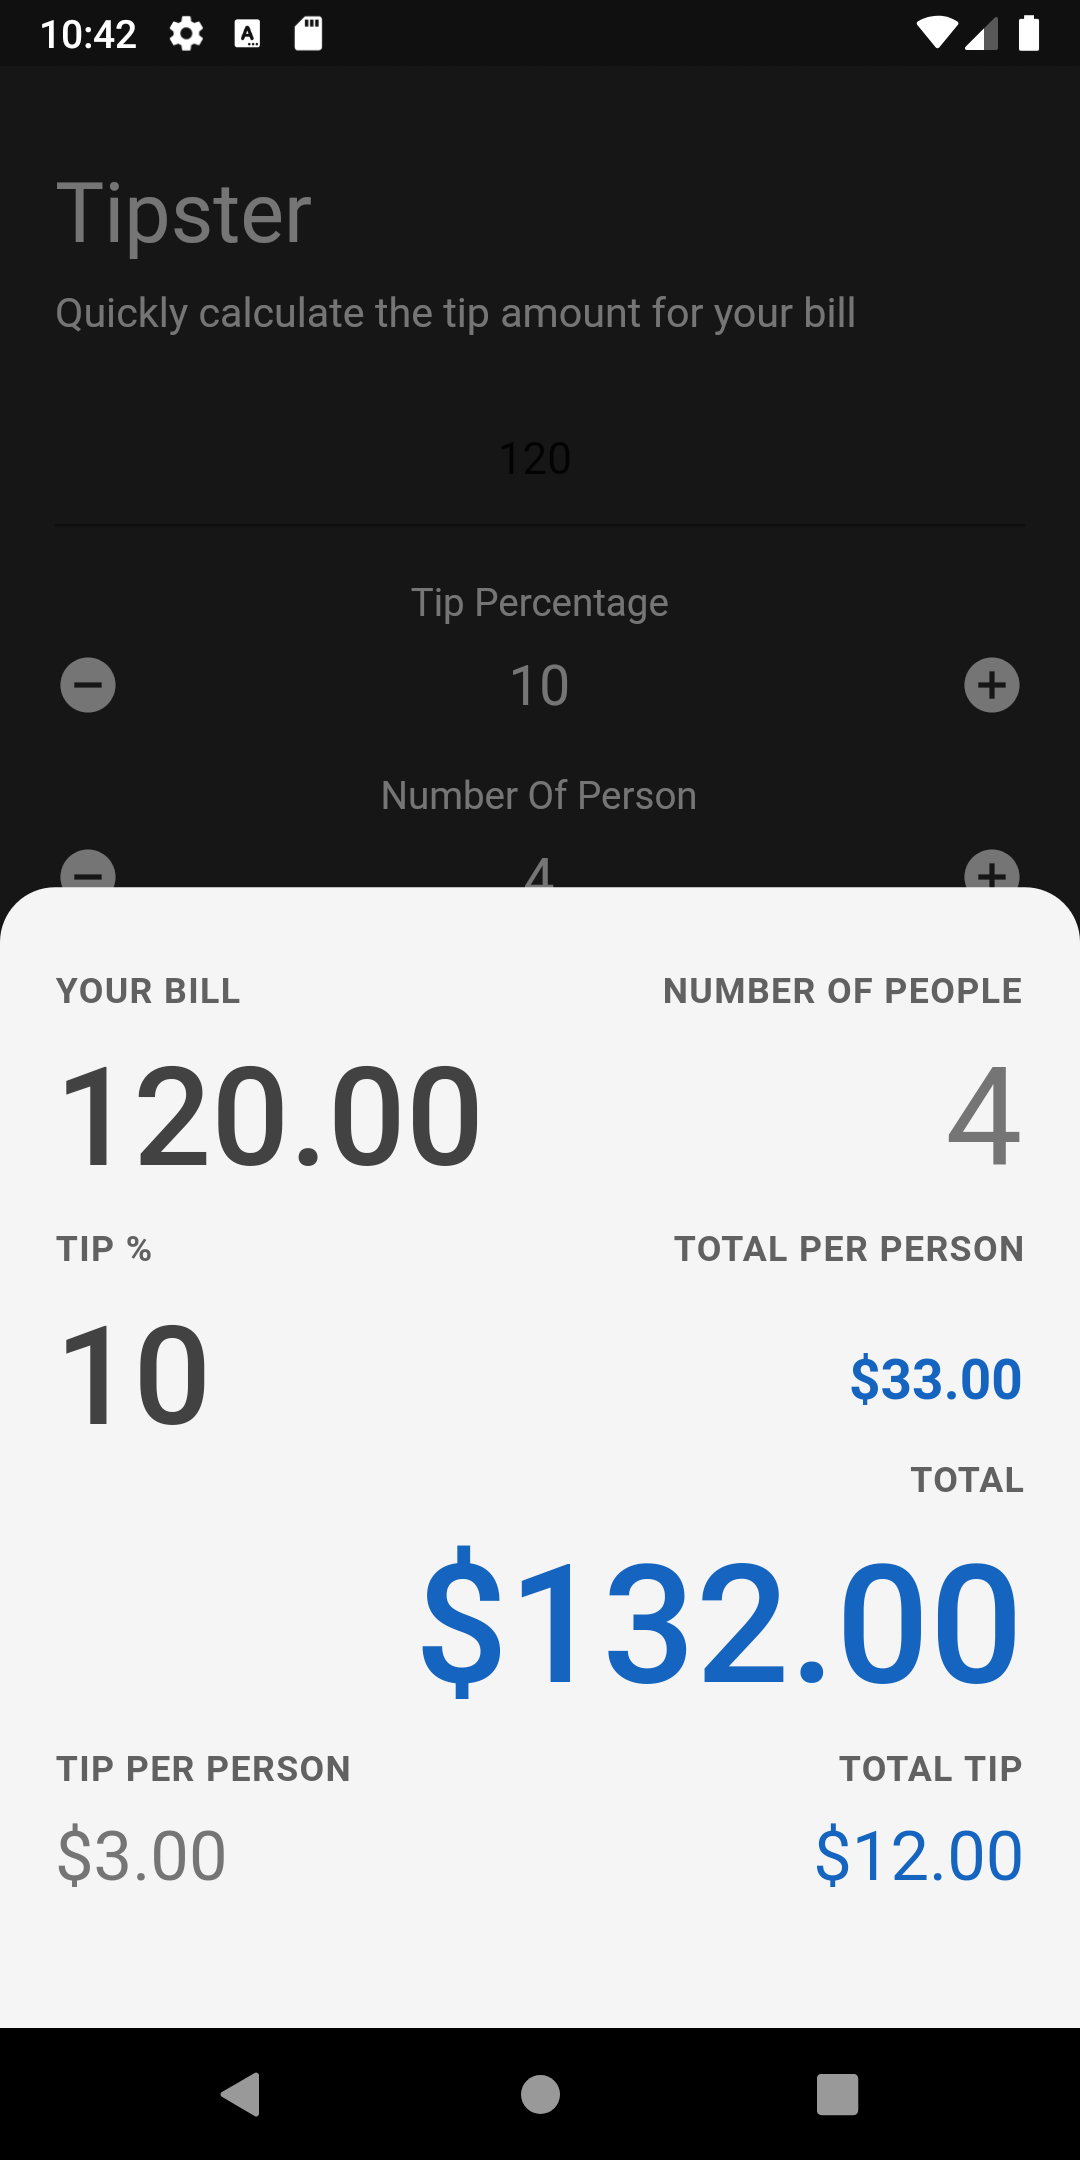 10:42
Tipster
Quickly calculate the tip amount for your bill
120
Tip Percentage
10
Number Of Person
4
YOUR BILL NUMBER OF PEOPLE
120.00 4
TIP % TOTAL PER PERSON
10 $33.00
TOTAL
$132.00
TIP PER PERSON TOTAL TIP
$3.00 $12.00